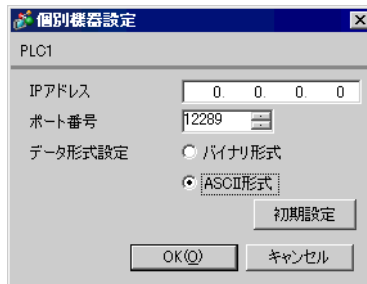 個別機器設定
PLC1
IPアドレス 0. 0. 0. 0
ポート番号 12289
データ形式設定 バイナリ形式
ASCII形式
初期設定
OK(O) キャンセル